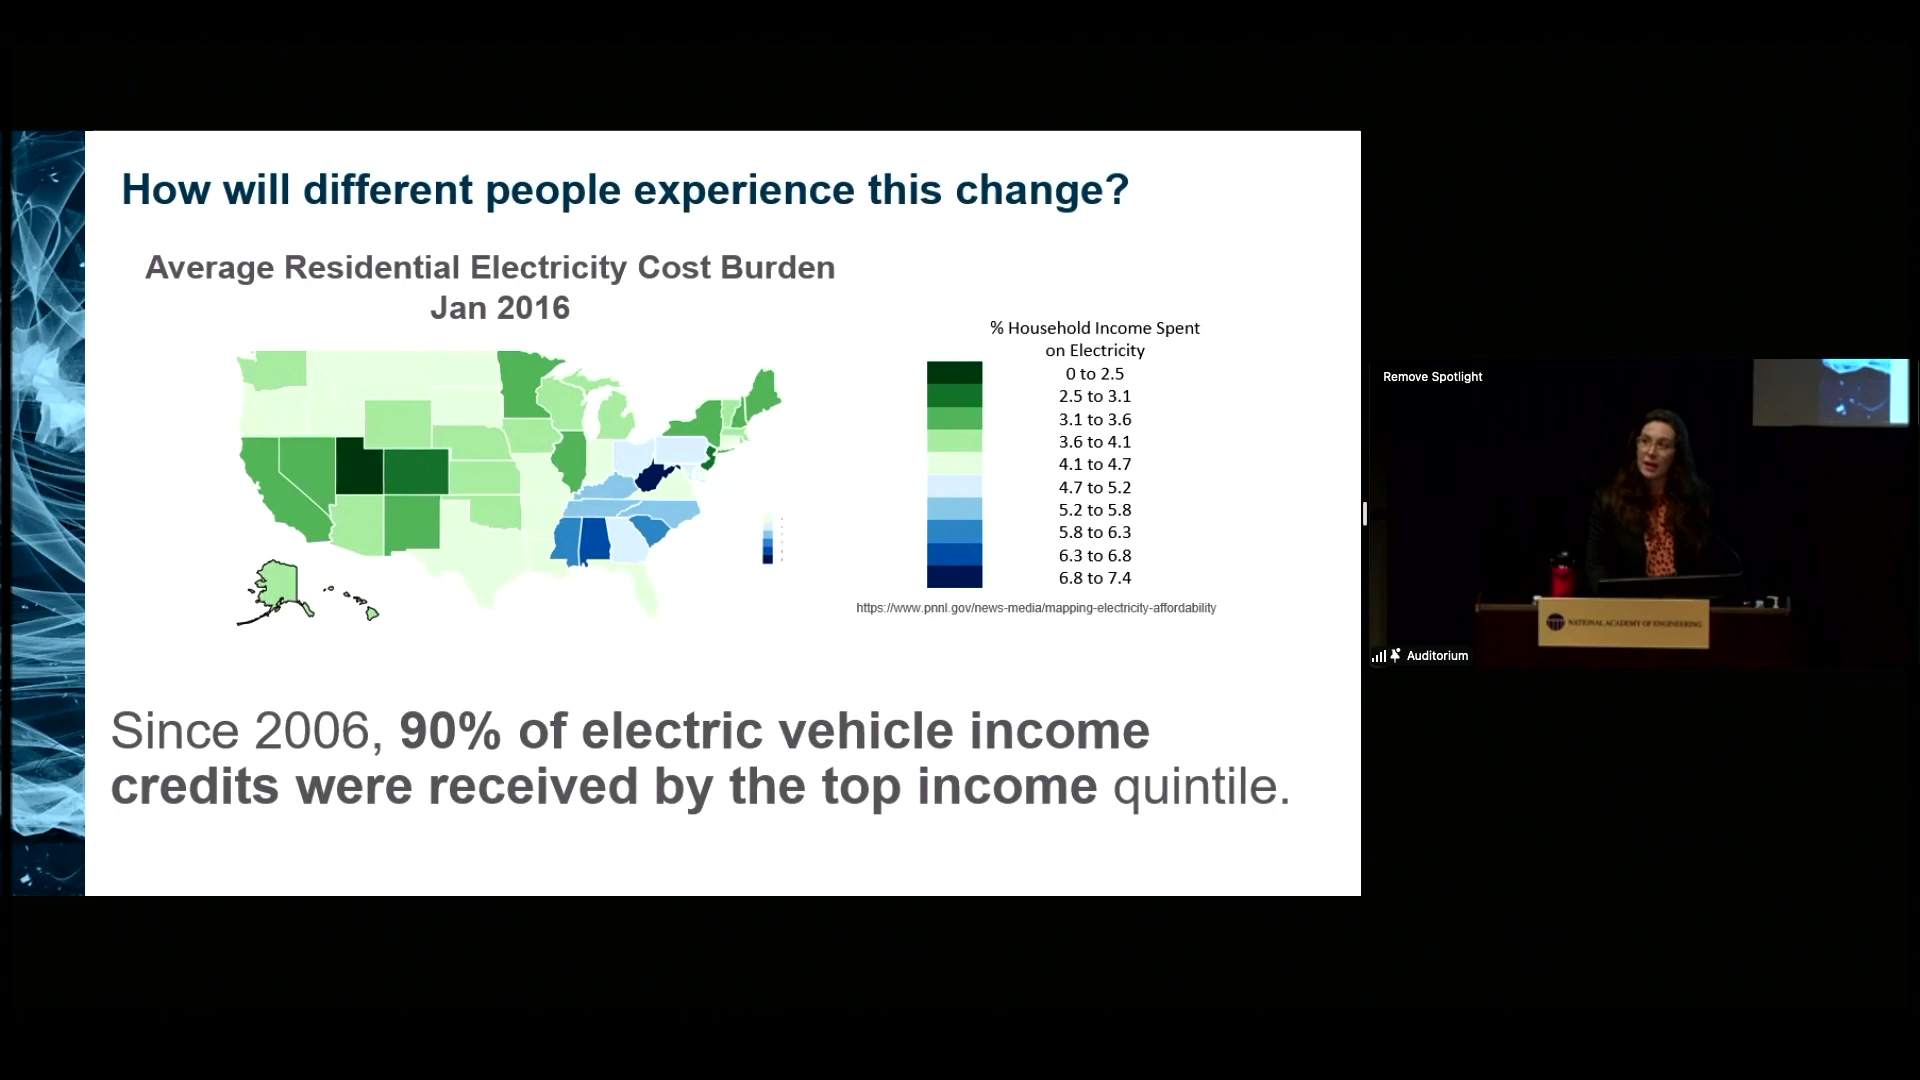 How will different people experience this change?
Average Residential Electricity Cost Burden
Jan 2016
% Household Income Spent
on Electricity
0 to 2.5
2.5 to 3.1
3.1 to 3.6
3.6 to 4.1
4.1 to 4.7
4.7 to 5.2
5.2 to 5.8
5.8 to 6.3
6.3 to 6.8
6.8 to 7.4
https://www.pnnl.gov/news-media/mapping-electricity-affordability
Since 2006, 90% of electric vehicle income
credits were received by the top income quintile.
Remove Spotlight
NATIONAL ACADEMY OF ENGINEERING
Auditorium